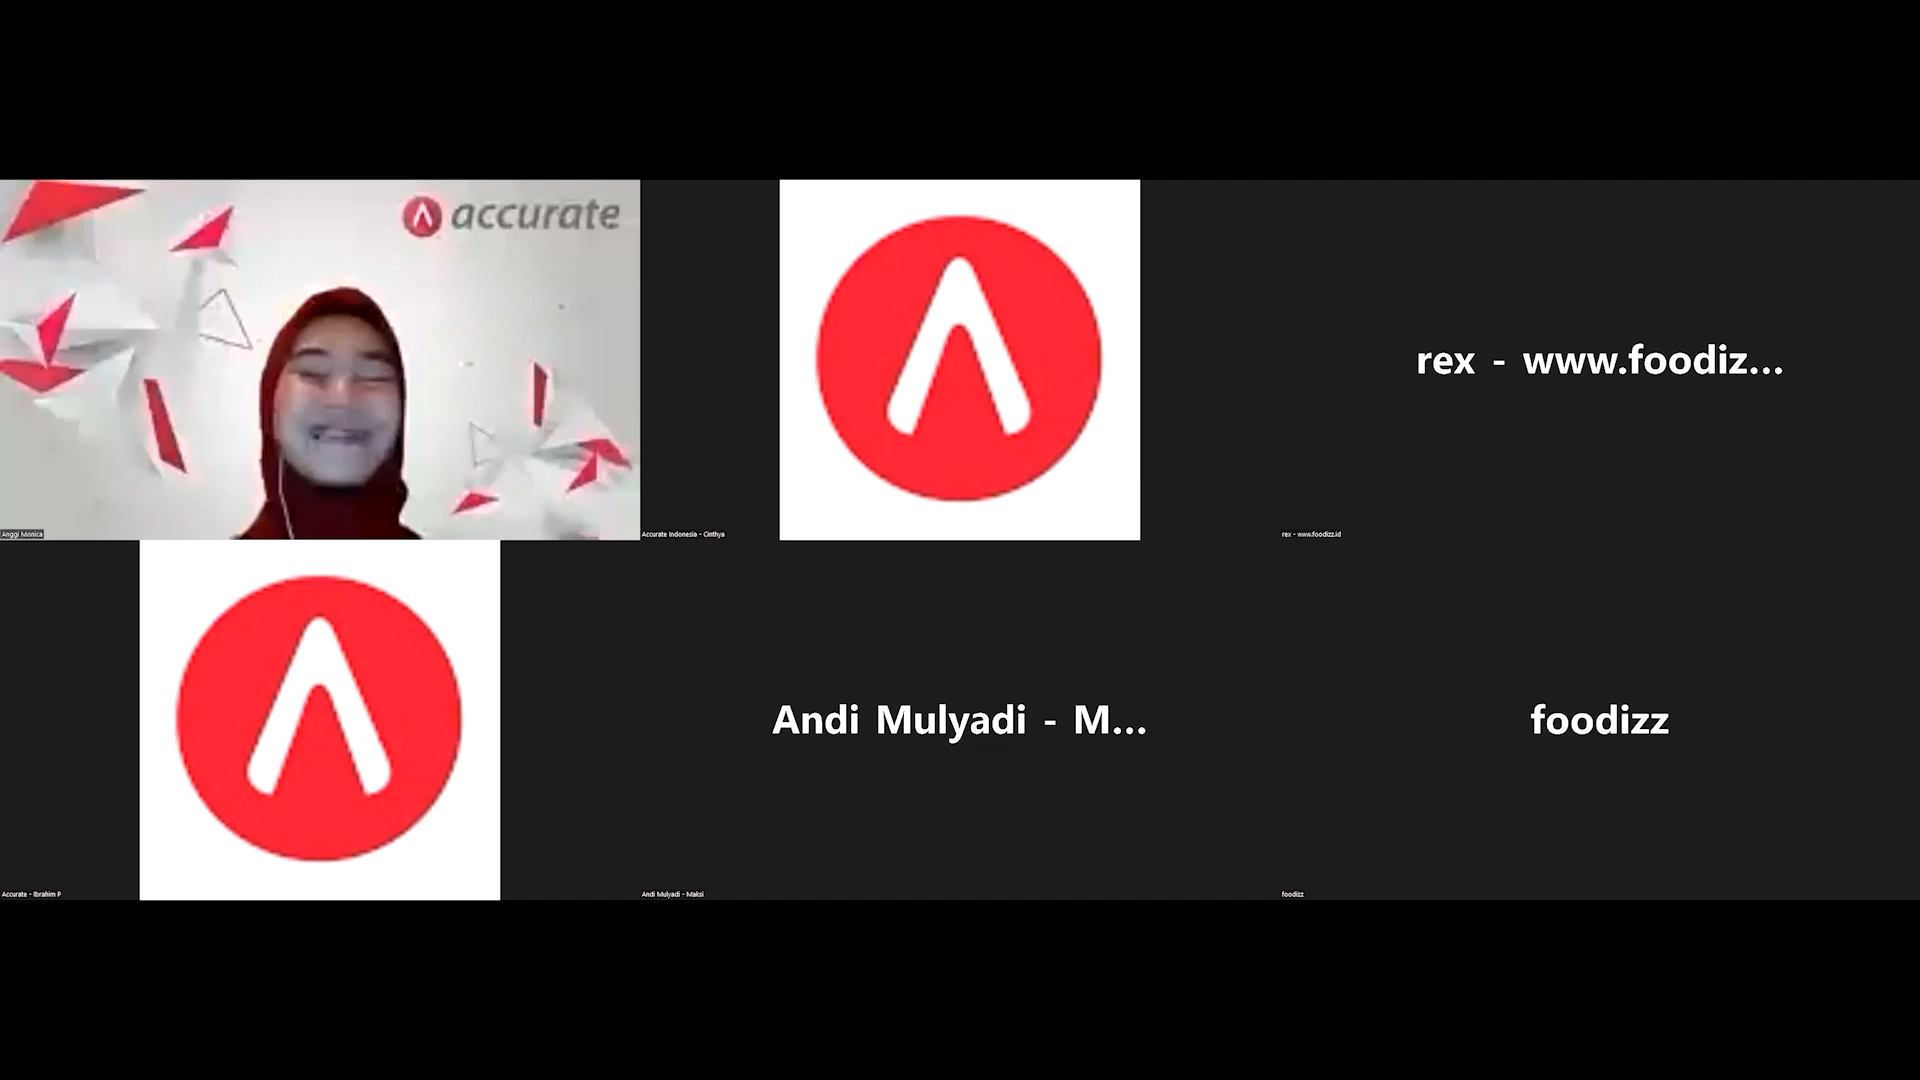 accurate
Anggi Monica
Accurate Indonesia - Cinthya
rex - www.foodiz...
rex - www.foodizz.id
Accurate - Ibrahim P
Andi Mulyadi - M...
Andi Mulyadi - Maksi
foodizz
foodizz